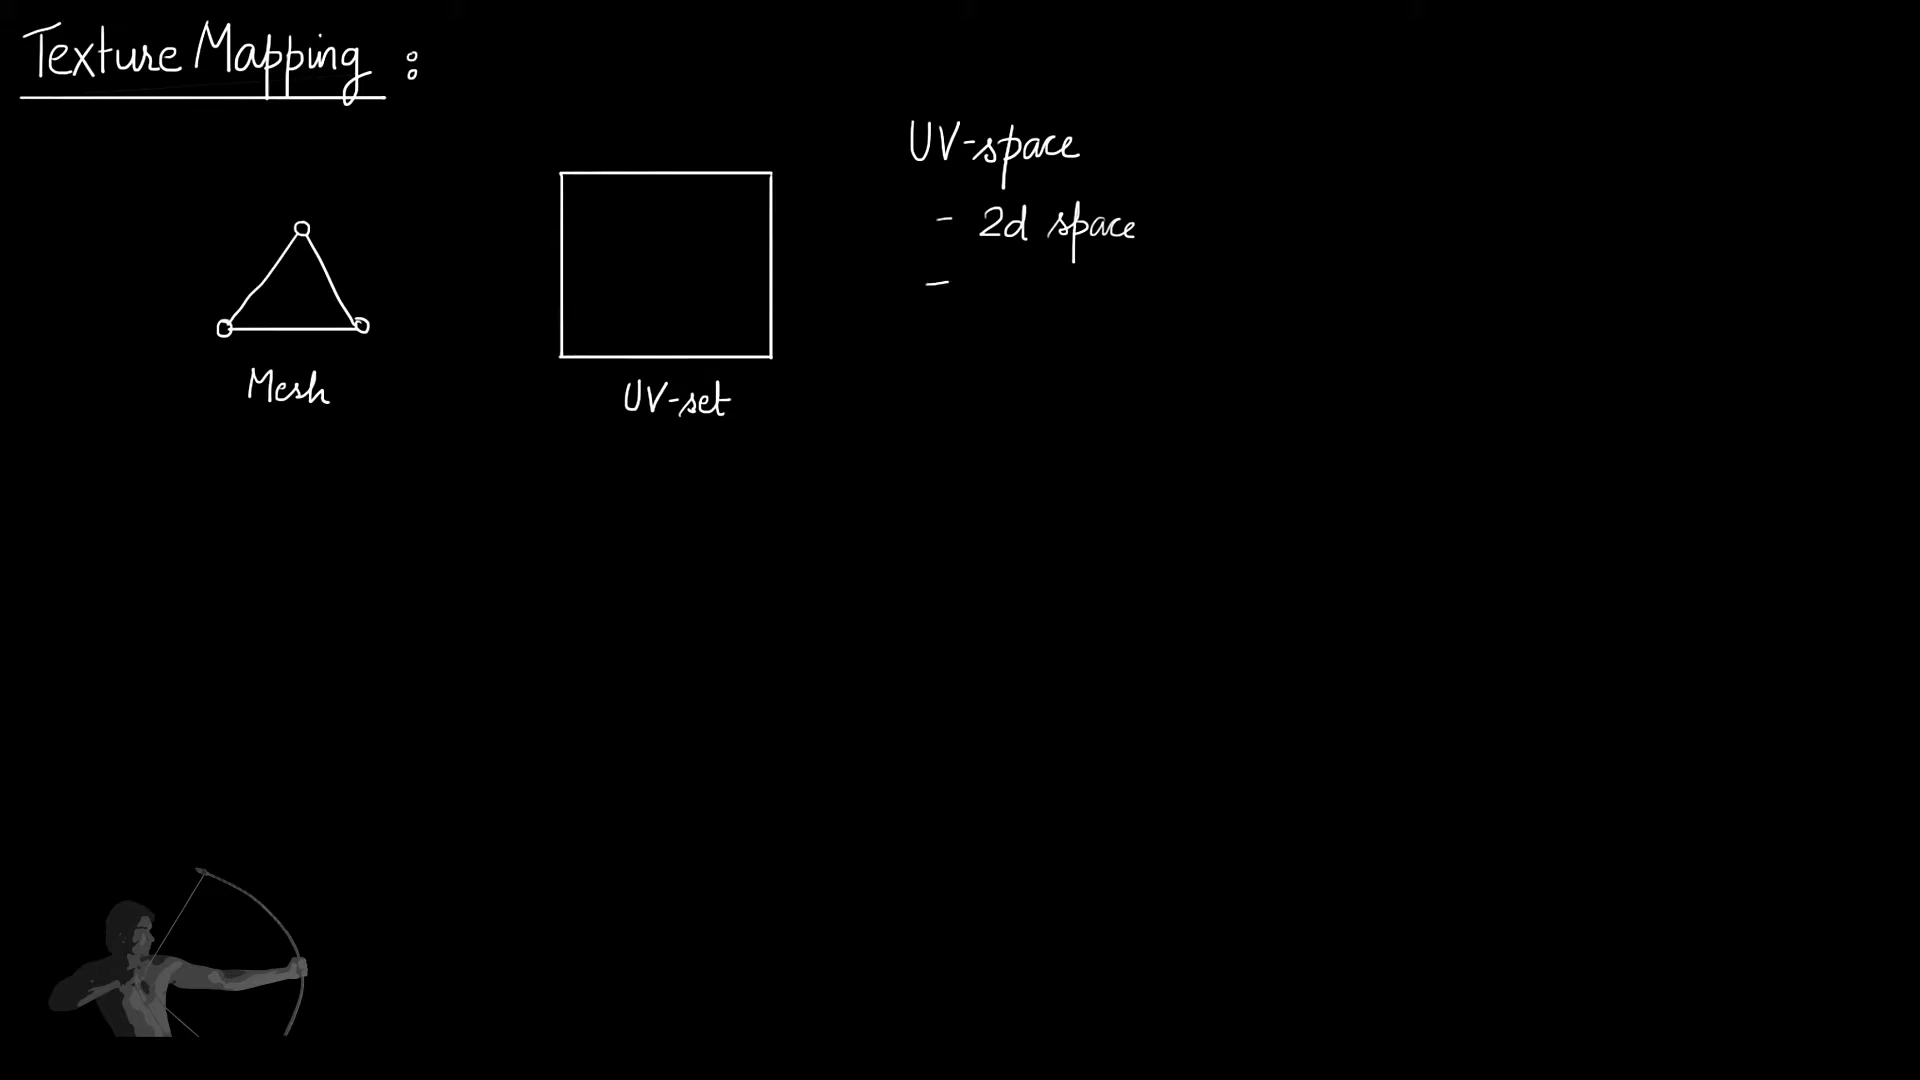 Texture Mapping :
UV-space
- 2d space
-
Mesh
UV-set